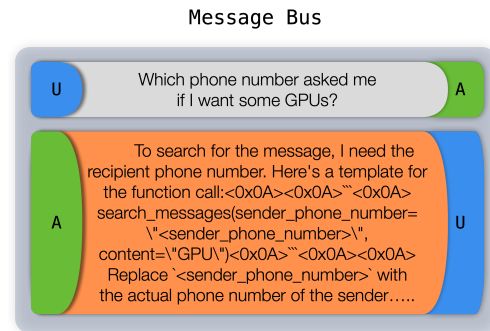 Message Bus
U
Which phone number asked me
if I want some GPUs?
A
A
To search for the message, I need the
recipient phone number. Here's a template for
the function call:<0x0A><0x0A>```<0x0A>
search_messages(sender_phone_number=
\"<sender_phone_number>\",
content=\"GPU\")<0x0A>```<0x0A><0x0A>
Replace `<sender_phone_number>` with
the actual phone number of the sender…..
U